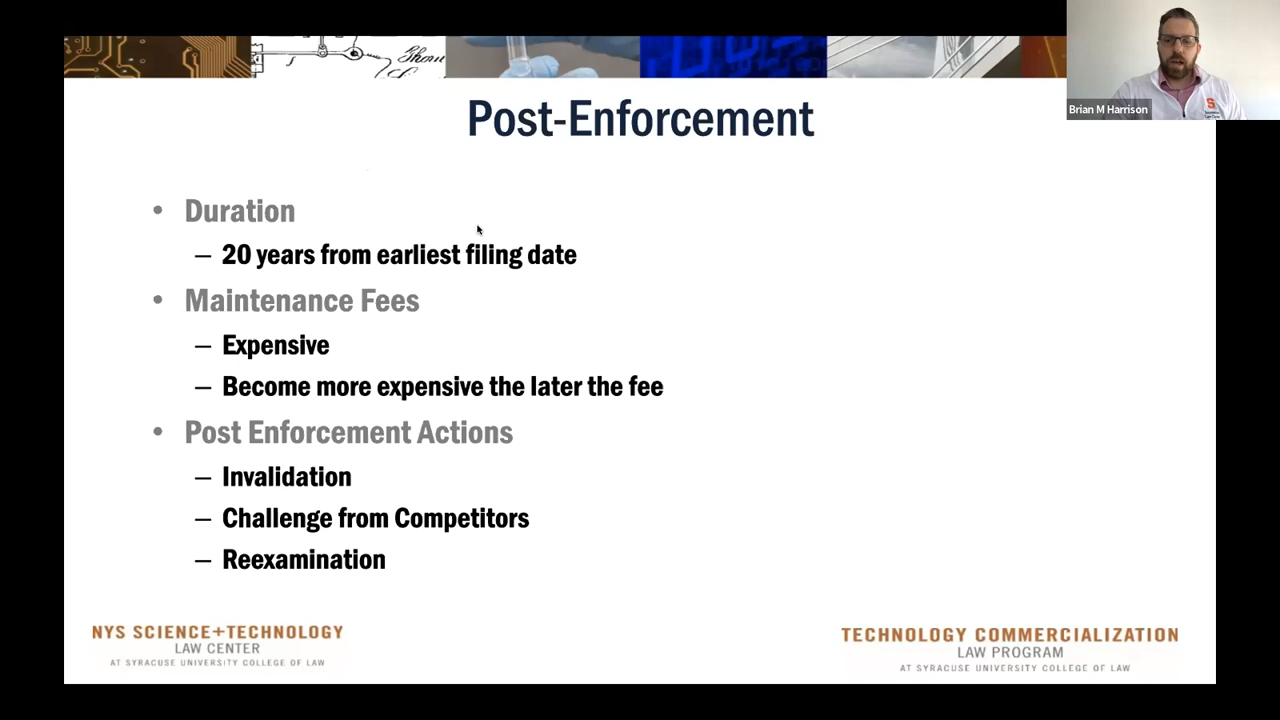 Post-Enforcement
Brian M Harrison
• Duration
– 20 years from earliest filing date
• Maintenance Fees
– Expensive
– Become more expensive the later the fee
• Post Enforcement Actions
– Invalidation
– Challenge from Competitors
– Reexamination
NYS SCIENCE+TECHNOLOGY
LAW CENTER
AT SYRACUSE UNIVERSITY COLLEGE OF LAW
TECHNOLOGY COMMERCIALIZATION
LAW PROGRAM
AT SYRACUSE UNIVERSITY COLLEGE OF LAW
S